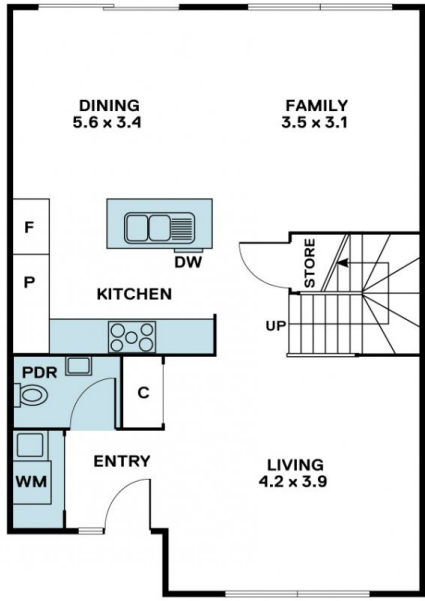 DINING
5.6 x 3.4
FAMILY
3.5 x 3.1
F
STORE
DW
P
KITCHEN
UP
PDR
C
ENTRY
LIVING
4.2 x 3.9
WM